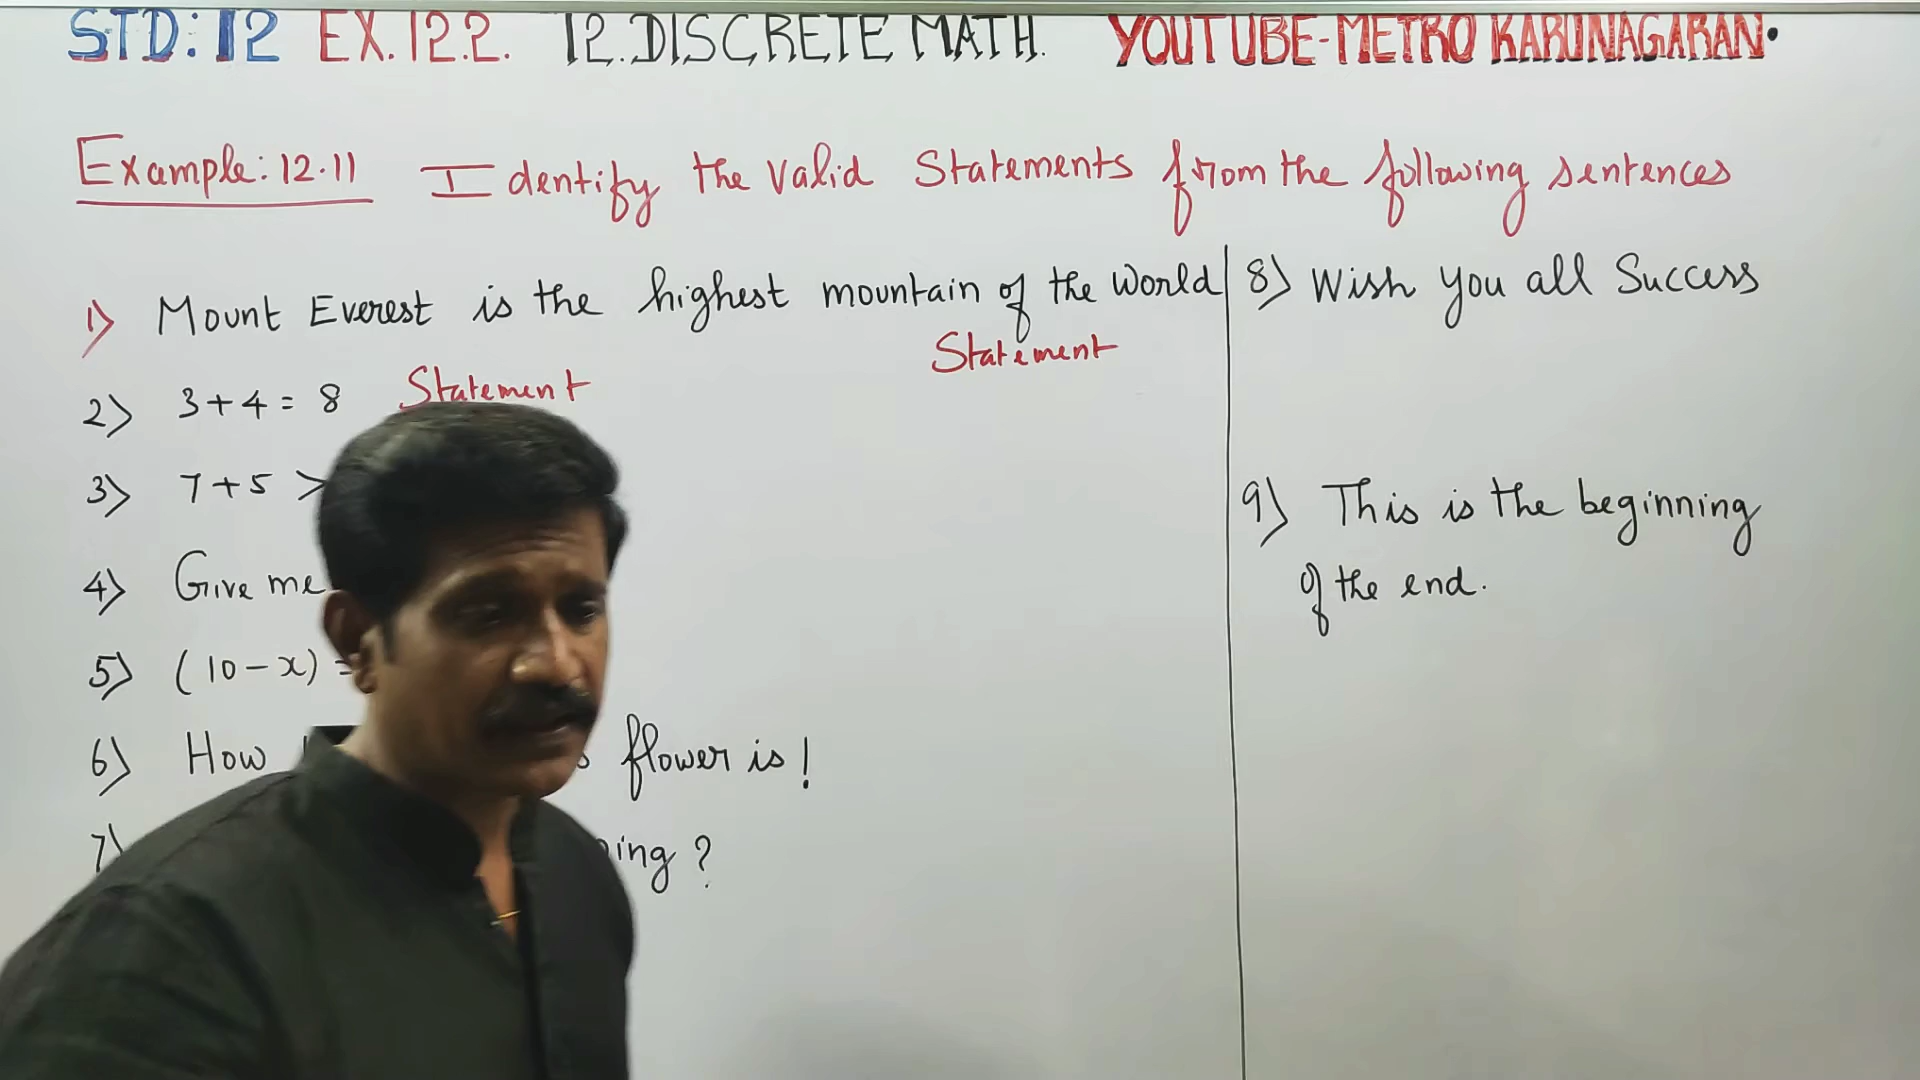 STD: 12 EX.12.2. 12.DISCRETE MATH. YOUTUBE-METRO KARUNAGARAN.
Example: 12.11 Identify the valid Statements from the following sentences
1) Mount Everest is the highest mountain of the World
Statement
2) 3+4 = 8 Statement
3) 7+5 >
4) Give me
5) (10-x) =
6) How flower is!
7) ing?
8) Wish you all Success
9) This is the beginning
of the end.